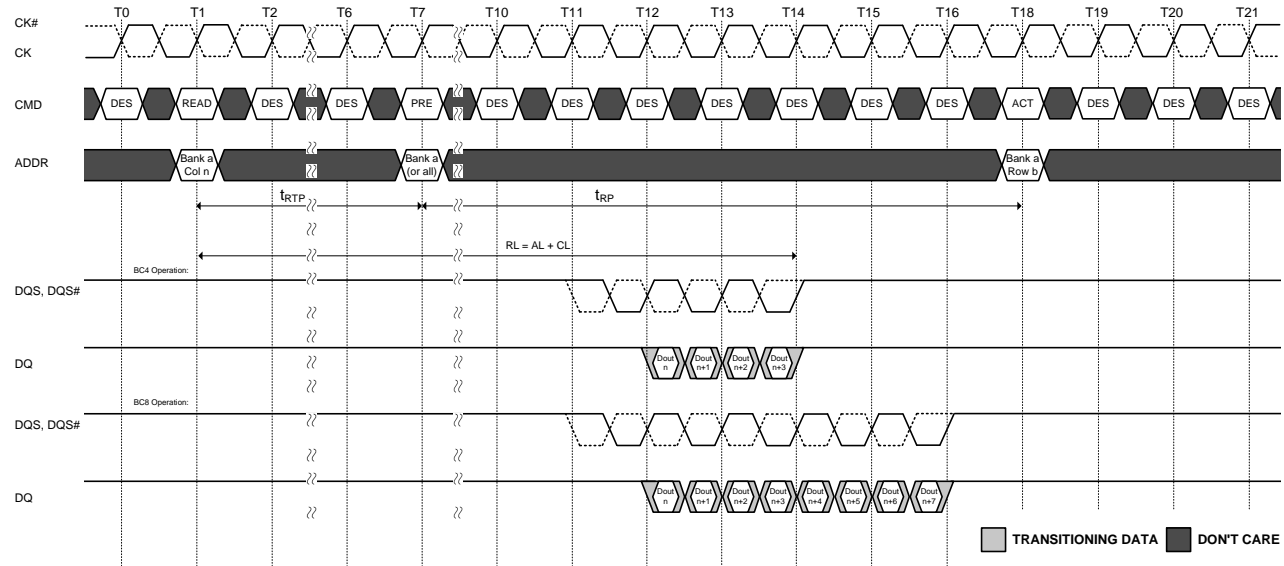 T0 T1 T2 T6 T7 T10 T11 T12 T13 T14 T15 T16 T18 T19 T20 T21
CK#
CK
CMD DES READ DES DES PRE DES DES DES DES DES DES DES ACT DES DES DES
ADDR Bank a Col n Bank a (or all) Bank a Row b
tRTP tRP
RL = AL + CL
BC4 Operation:
DQS, DQS#
DQ Dout n Dout n+1 Dout n+2 Dout n+3
BC8 Operation:
DQS, DQS#
DQ Dout n Dout n+1 Dout n+2 Dout n+3 Dout n+4 Dout n+5 Dout n+6 Dout n+7
TRANSITIONING DATA DON'T CARE